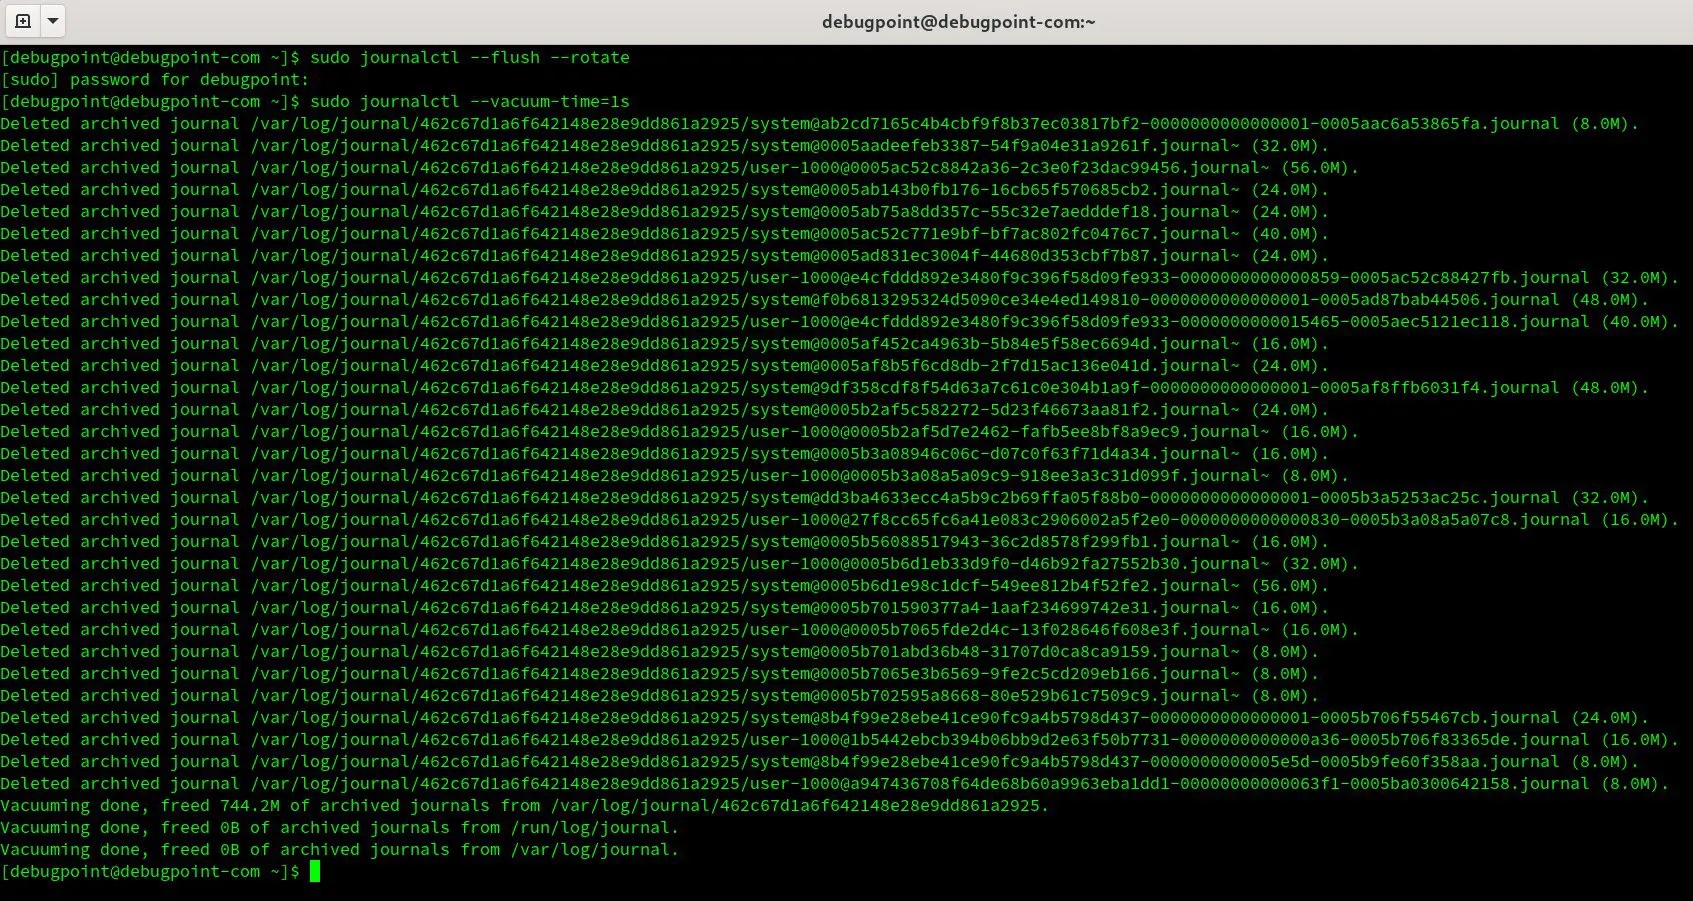 debugpoint@debugpoint-com:~
[debugpoint@debugpoint-com ~]$ sudo journalctl --flush --rotate
[sudo] password for debugpoint:
[debugpoint@debugpoint-com ~]$ sudo journalctl --vacuum-time=1s
Deleted archived journal /var/log/journal/462c67d1a6f642148e28e9dd861a2925/system@ab2cd7165c4b4cbf9f8b37ec03817bf2-0000000000000001-0005aac6a53865fa.journal (8.0M).
Deleted archived journal /var/log/journal/462c67d1a6f642148e28e9dd861a2925/system@0005aadeefeb3387-54f9a04e31a9261f.journal~ (32.0M).
Deleted archived journal /var/log/journal/462c67d1a6f642148e28e9dd861a2925/user-1000@0005ac52c8842a36-2c3e0f23dac99456.journal~ (56.0M).
Deleted archived journal /var/log/journal/462c67d1a6f642148e28e9dd861a2925/system@0005ab143b0fb176-16cb65f570685cb2.journal~ (24.0M).
Deleted archived journal /var/log/journal/462c67d1a6f642148e28e9dd861a2925/system@0005ab75a8dd357c-55c32e7aedddef18.journal~ (24.0M).
Deleted archived journal /var/log/journal/462c67d1a6f642148e28e9dd861a2925/system@0005ac52c771e9bf-bf7ac802fc0476c7.journal~ (40.0M).
Deleted archived journal /var/log/journal/462c67d1a6f642148e28e9dd861a2925/system@0005ad831ec3004f-44680d353cbf7b87.journal~ (24.0M).
Deleted archived journal /var/log/journal/462c67d1a6f642148e28e9dd861a2925/user-1000@e4cfddd892e3480f9c396f58d09fe933-0000000000000859-0005ac52c88427fb.journal (32.0M).
Deleted archived journal /var/log/journal/462c67d1a6f642148e28e9dd861a2925/system@f0b6813295324d5090ce34e4ed149810-0000000000000001-0005ad87bab44506.journal (48.0M).
Deleted archived journal /var/log/journal/462c67d1a6f642148e28e9dd861a2925/user-1000@e4cfddd892e3480f9c396f58d09fe933-0000000000015465-0005aec5121ec118.journal (40.0M).
Deleted archived journal /var/log/journal/462c67d1a6f642148e28e9dd861a2925/system@0005af452ca4963b-5b84e5f58ec6694d.journal~ (16.0M).
Deleted archived journal /var/log/journal/462c67d1a6f642148e28e9dd861a2925/system@0005af8b5f6cd8db-2f7d15ac136e041d.journal~ (24.0M).
Deleted archived journal /var/log/journal/462c67d1a6f642148e28e9dd861a2925/system@9df358cdf8f54d63a7c61c0e304b1a9f-0000000000000001-0005af8ffb6031f4.journal (48.0M).
Deleted archived journal /var/log/journal/462c67d1a6f642148e28e9dd861a2925/system@0005b2af5c582272-5d23f46673aa81f2.journal~ (24.0M).
Deleted archived journal /var/log/journal/462c67d1a6f642148e28e9dd861a2925/user-1000@0005b2af5d7e2462-fafb5ee8bf8a9ec9.journal~ (16.0M).
Deleted archived journal /var/log/journal/462c67d1a6f642148e28e9dd861a2925/system@0005b3a08946c06c-d07c0f63f71d4a34.journal~ (16.0M).
Deleted archived journal /var/log/journal/462c67d1a6f642148e28e9dd861a2925/user-1000@0005b3a08a5a09c9-918ee3a3c31d099f.journal~ (8.0M).
Deleted archived journal /var/log/journal/462c67d1a6f642148e28e9dd861a2925/system@dd3ba4633ecc4a5b9c2b69ffa05f88b0-0000000000000001-0005b3a5253ac25c.journal (32.0M).
Deleted archived journal /var/log/journal/462c67d1a6f642148e28e9dd861a2925/user-1000@27f8cc65fc6a41e083c2906002a5f2e0-0000000000000830-0005b3a08a5a07c8.journal (16.0M).
Deleted archived journal /var/log/journal/462c67d1a6f642148e28e9dd861a2925/system@0005b56088517943-36c2d8578f299fb1.journal~ (16.0M).
Deleted archived journal /var/log/journal/462c67d1a6f642148e28e9dd861a2925/user-1000@0005b6d1eb33d9f0-d46b92fa27552b30.journal~ (32.0M).
Deleted archived journal /var/log/journal/462c67d1a6f642148e28e9dd861a2925/system@0005b6d1e98c1dcf-549ee812b4f52fe2.journal~ (56.0M).
Deleted archived journal /var/log/journal/462c67d1a6f642148e28e9dd861a2925/system@0005b701590377a4-1aaf234699742e31.journal~ (16.0M).
Deleted archived journal /var/log/journal/462c67d1a6f642148e28e9dd861a2925/user-1000@0005b7065fde2d4c-13f028646f608e3f.journal~ (16.0M).
Deleted archived journal /var/log/journal/462c67d1a6f642148e28e9dd861a2925/system@0005b701abd36b48-31707d0ca8ca9159.journal~ (8.0M).
Deleted archived journal /var/log/journal/462c67d1a6f642148e28e9dd861a2925/system@0005b7065e3b6569-9fe2c5cd209eb166.journal~ (8.0M).
Deleted archived journal /var/log/journal/462c67d1a6f642148e28e9dd861a2925/system@0005b702595a8668-80e529b61c7509c9.journal~ (8.0M).
Deleted archived journal /var/log/journal/462c67d1a6f642148e28e9dd861a2925/system@8b4f99e28ebe41ce90fc9a4b5798d437-0000000000000001-0005b706f55467cb.journal (24.0M).
Deleted archived journal /var/log/journal/462c67d1a6f642148e28e9dd861a2925/user-1000@1b5442ebcb394b06bb9d2e63f50b7731-0000000000000a36-0005b706f83365de.journal (16.0M).
Deleted archived journal /var/log/journal/462c67d1a6f642148e28e9dd861a2925/system@8b4f99e28ebe41ce90fc9a4b5798d437-0000000000005e5d-0005b9fe60f358aa.journal (8.0M).
Deleted archived journal /var/log/journal/462c67d1a6f642148e28e9dd861a2925/user-1000@a947436708f64de68b60a9963eba1dd1-00000000000063f1-0005ba0300642158.journal (8.0M).
Vacuuming done, freed 744.2M of archived journals from /var/log/journal/462c67d1a6f642148e28e9dd861a2925.
Vacuuming done, freed 0B of archived journals from /run/log/journal.
Vacuuming done, freed 0B of archived journals from /var/log/journal.
[debugpoint@debugpoint-com ~]$